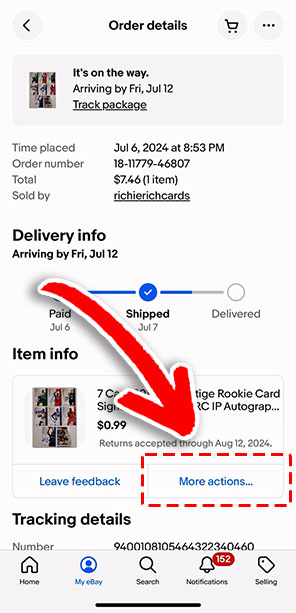 Order details
It's on the way.
Arriving by Fri, Jul 12
Track package
Time placed Jul 6, 2024 at 8:53 PM
Order number 18-11779-46807
Total $7.46 (1 item)
Sold by richierichcards
Delivery info
Arriving by Fri, Jul 12
Paid Shipped Delivered
Jul 6 Jul 7
Item info
7 Ca tige Rookie Card
Sign RC IP Autograp...
$0.99
Returns accepted through Aug 12, 2024.
Leave feedback More actions...
Tracking details
Number 9400108105464322340460
152
Home My eBay Search Notifications Selling